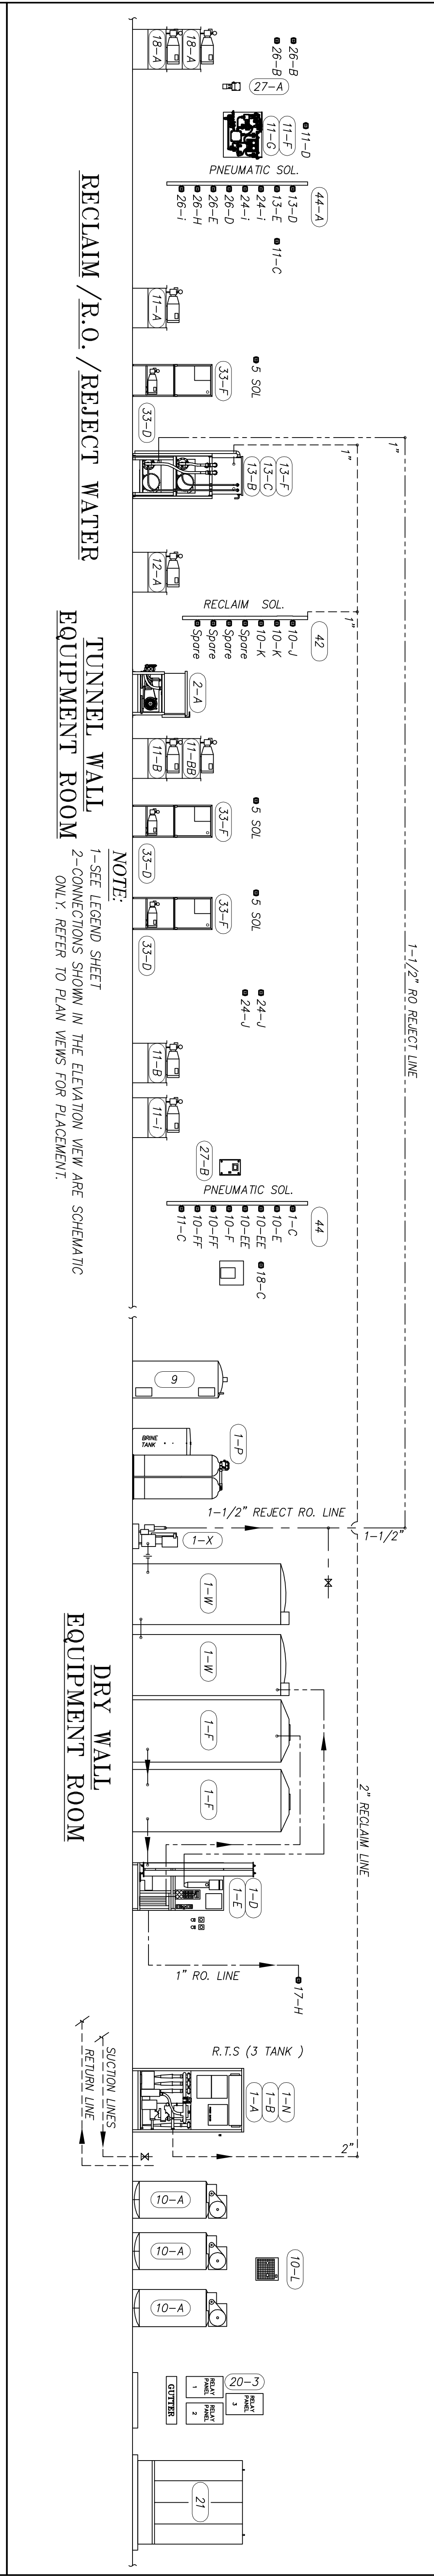 18-A
18-A
26-B
26-B
27-A
11-D
11-F
11-G
PNEUMATIC SOL.
44-A
13-D
13-E
24-i
24-i
26-D
26-E
26-H
26-i
11-C
11-A
5 SOL
33-F
33-D
13-F
13-C
13-B
1"
1"
12-A
RECLAIM SOL.
1"
42
10-J
10-K
10-K
Spare
Spare
Spare
Spare
2-A
11-BB
11-B
5 SOL
33-F
33-D
5 SOL
33-F
33-D
24-J
24-J
1-1/2" RO REJECT LINE
11-B
11-i
27-B
PNEUMATIC SOL.
44
1-C
10-E
10-EE
10-EE
10-F
10-FF
10-FF
11-C
18-C
RECLAIM /R.O. /REJECT WATER
TUNNEL WALL
EQUIPMENT ROOM
NOTE:
1-SEE LEGEND SHEET
2-CONNECTIONS SHOWN IN THE ELEVATION VIEW ARE SCHEMATIC
ONLY. REFER TO PLAN VIEWS FOR PLACEMENT.
9
BRINE
TANK
1-P
1-1/2" REJECT RO. LINE
1-1/2"
1-X
1-W
1-W
1-F
1-F
2" RECLAIM LINE
1-D
1-E
1" RO. LINE
17-H
R.T.S (3 TANK )
1-N
1-B
1-A
2"
SUCTION LINES
RETURN LINE
10-A
10-A
10-A
10-L
20-3
RELAY
PANEL
1
RELAY
PANEL
2
RELAY
PANEL
3
GUTTER
21
DRY WALL
EQUIPMENT ROOM